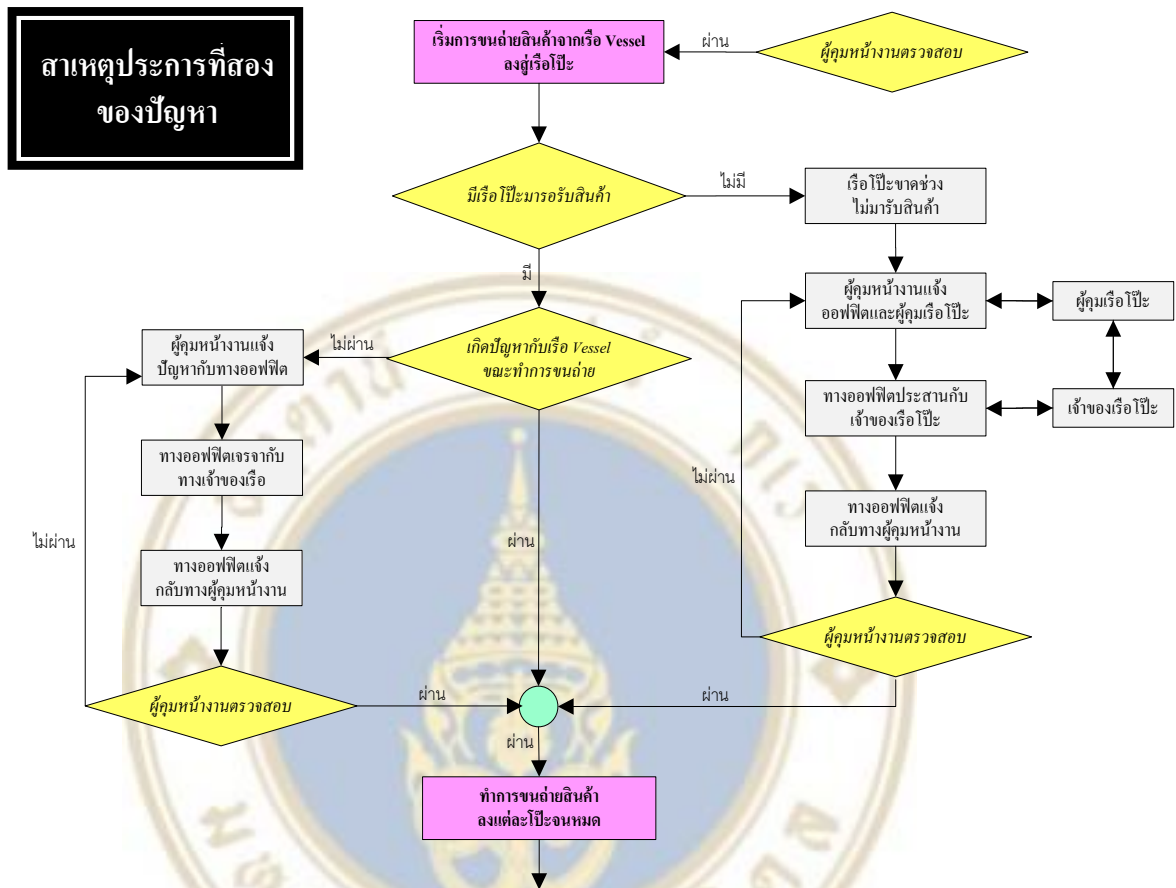 สาเหตุประการที่สอง
ของปัญหา
เริ่มการขนถ่ายสินค้าจากเรือ Vessel
ลงสู่เรือโป๊ะ
ผ่าน
ผู้คุมหน้างานตรวจสอบ
มีเรือโป๊ะมารอรับสินค้า
ไม่มี
เรือโป๊ะขาดช่วง
ไม่มารับสินค้า
มี
ผู้คุมหน้างานแจ้ง
ออฟฟิตและผู้คุมเรือโป๊ะ
ผู้คุมเรือโป๊ะ
ผู้คุมหน้างานแจ้ง
ปัญหากับทางออฟฟิต
ไม่ผ่าน
เกิดปัญหากับเรือ Vessel
ขณะทำการขนถ่าย
ทางออฟฟิตประสานกับ
เจ้าของเรือโป๊ะ
เจ้าของเรือโป๊ะ
ทางออฟฟิตเจรจากับ
ทางเจ้าของเรือ
ไม่ผ่าน
ทางออฟฟิตแจ้ง
กลับทางผู้คุมหน้างาน
ไม่ผ่าน
ผ่าน
ทางออฟฟิตแจ้ง
กลับทางผู้คุมหน้างาน
ผู้คุมหน้างานตรวจสอบ
ผู้คุมหน้างานตรวจสอบ
ผ่าน
ผ่าน
ผ่าน
ทำการขนถ่ายสินค้า
ลงแต่ละโป๊ะจนหมด